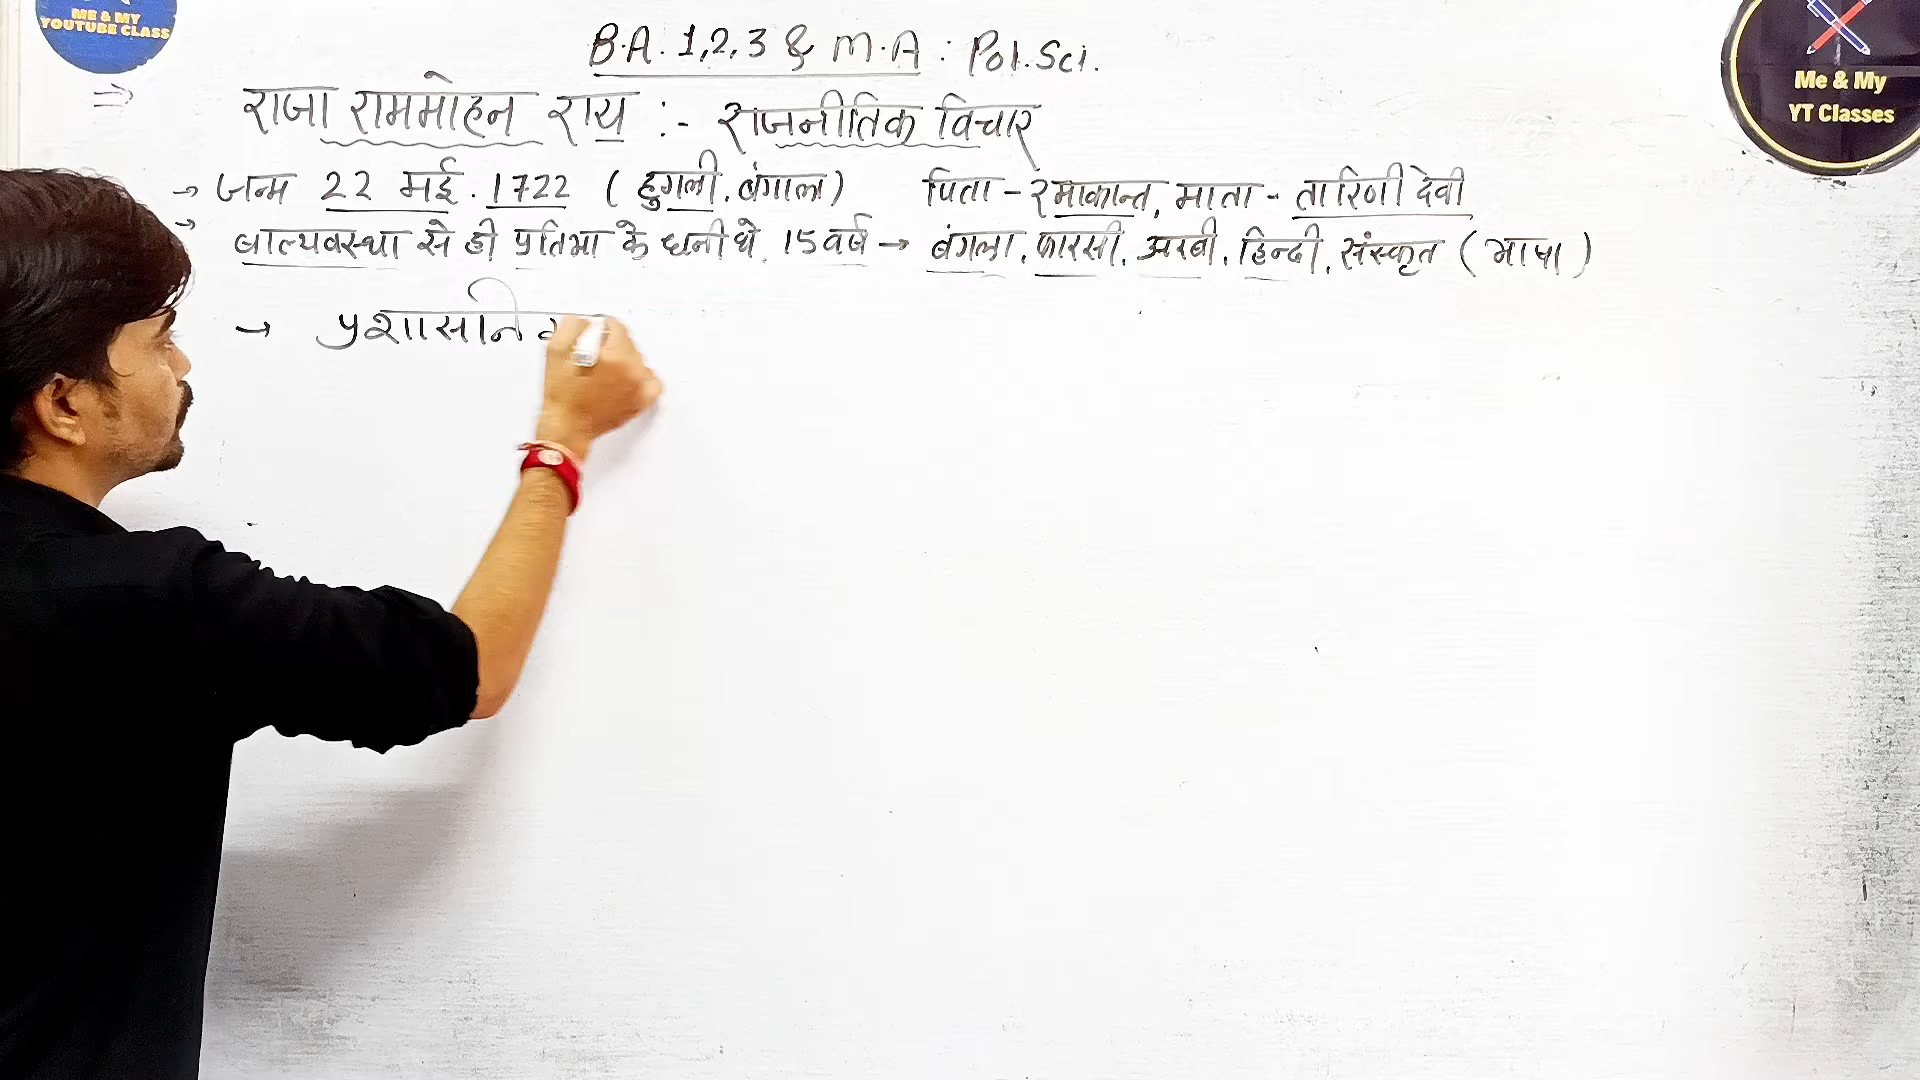 ME & MY
YOUTUBE CLASS
B.A. 1,2,3 & M.A : Pol.Sci.
Me & My
YT Classes
⇒ राजा राममोहन राय :- राजनीतिक विचार
→ जन्म 22 मई. 1722 (हुगली. बंगाल) पिता - रमाकान्त, माता - तारिणी देवी
→ बाल्यवस्था से ही प्रतिभा के धनी थे. 15 वर्ष → बंगला, फारसी, अरबी, हिन्दी, संस्कृत (भाषा)
→ प्रशासनि